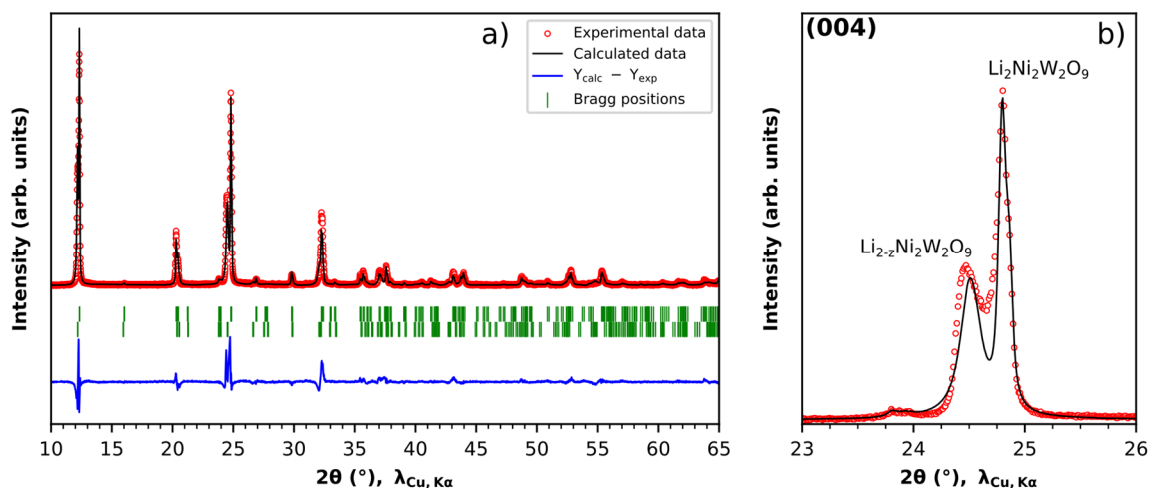 a)
Experimental data
Calculated data
Ycalc − Yexp
Bragg positions
Intensity (arb. units)
10 15 20 25 30 35 40 45 50 55 60 65
2θ (°), λCu, Kα
(004)
b)
Li2Ni2W2O9
Li2-zNi2W2O9
Intensity (arb. units)
23 24 25 26
2θ (°), λCu, Kα